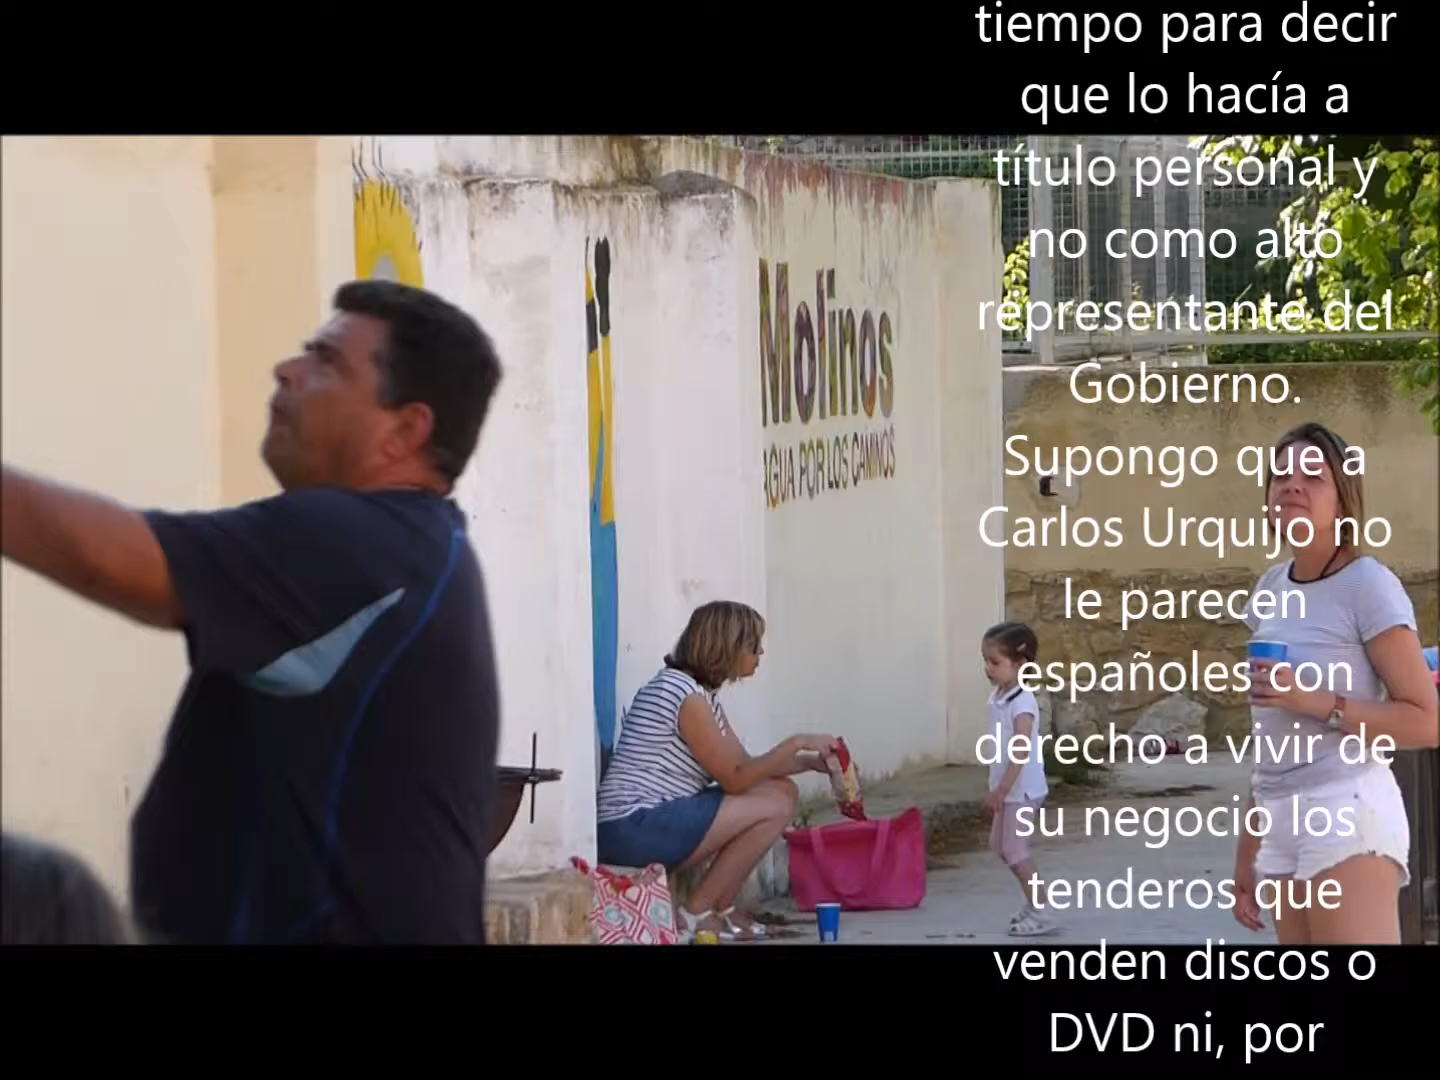 tiempo para decir
que lo hacía a
título personal y
no como alto
representante del
Gobierno.
Supongo que a
Carlos Urquijo no
le parecen
españoles con
derecho a vivir de
su negocio los
tenderos que
venden discos o
DVD ni, por
Molinos
AGUA POR LOS CAMINOS